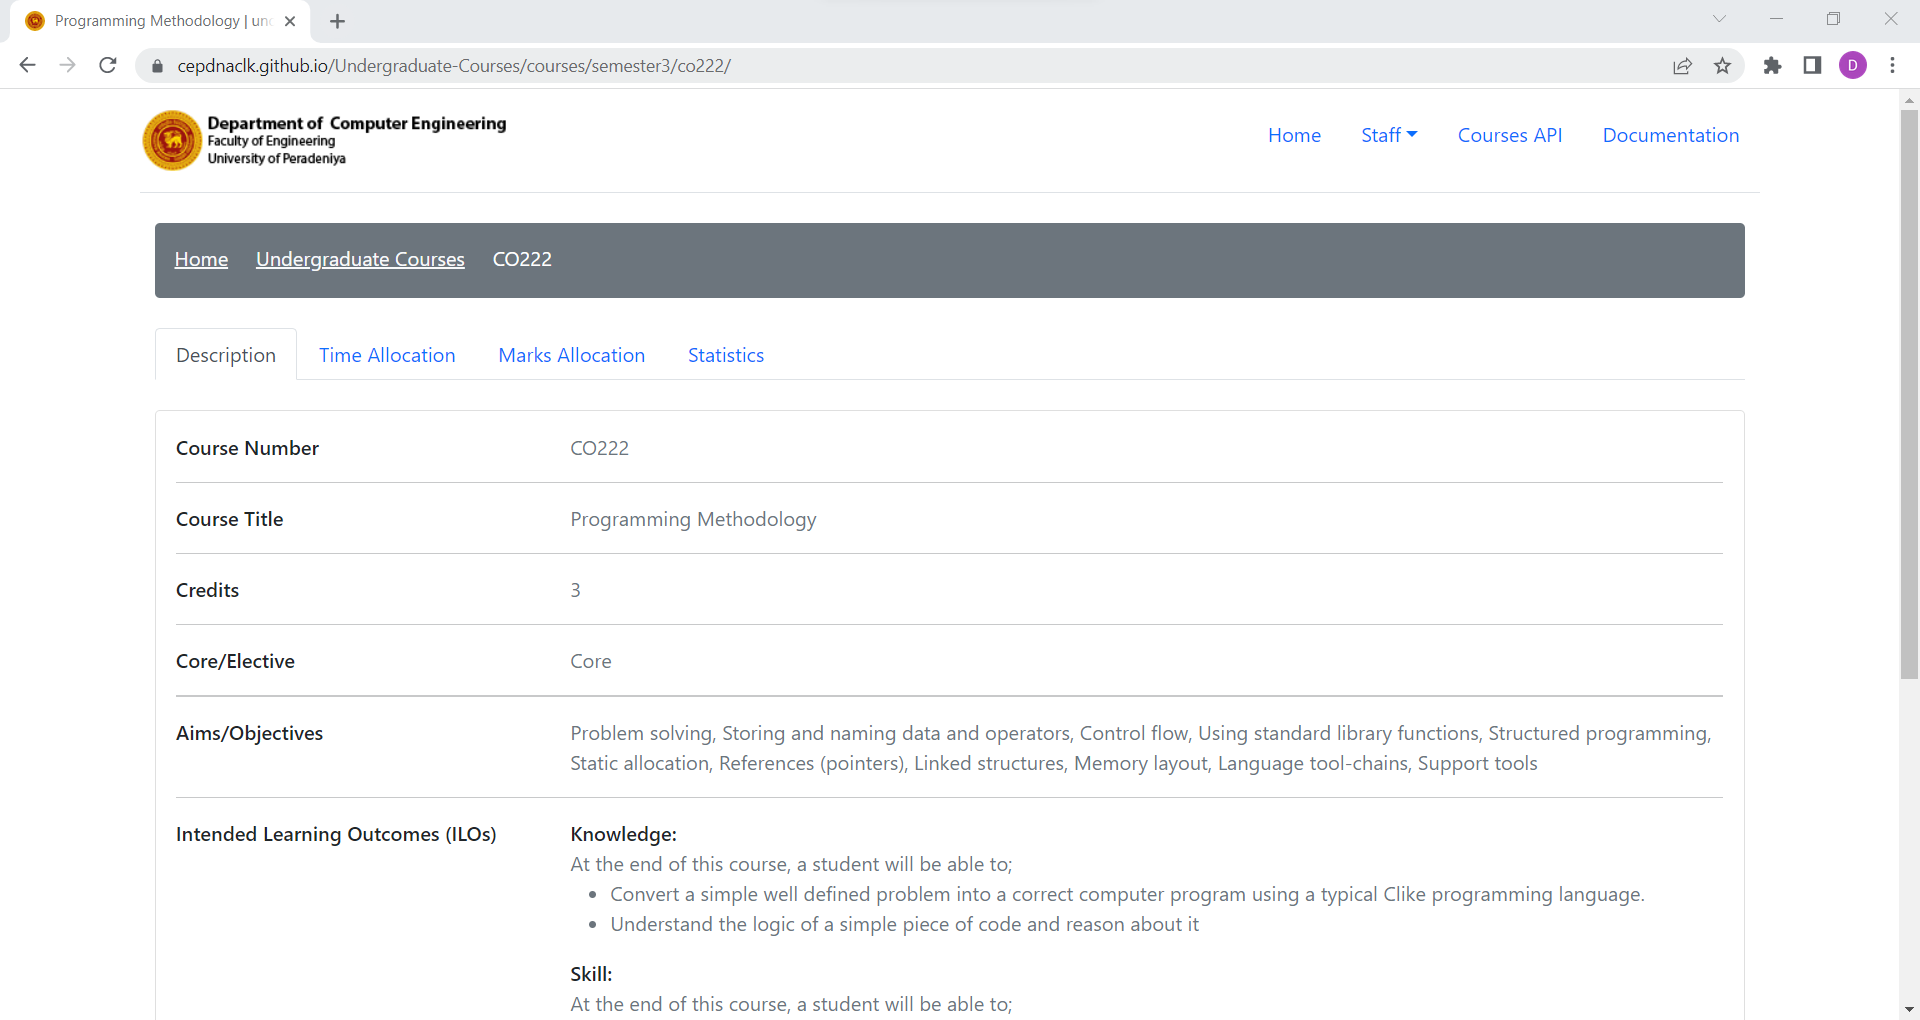 Programming Methodology | un
cepdnaclk.github.io/Undergraduate-Courses/courses/semester3/co222/
D
Department of Computer Engineering
Faculty of Engineering
University of Peradeniya
Home Staff Courses API Documentation
Home Undergraduate Courses CO222
Description Time Allocation Marks Allocation Statistics
Course Number CO222
Course Title Programming Methodology
Credits 3
Core/Elective Core
Aims/Objectives Problem solving, Storing and naming data and operators, Control flow, Using standard library functions, Structured programming,
Static allocation, References (pointers), Linked structures, Memory layout, Language tool-chains, Support tools
Intended Learning Outcomes (ILOs) Knowledge:
At the end of this course, a student will be able to;
• Convert a simple well defined problem into a correct computer program using a typical Clike programming language.
• Understand the logic of a simple piece of code and reason about it
Skill:
At the end of this course, a student will be able to;